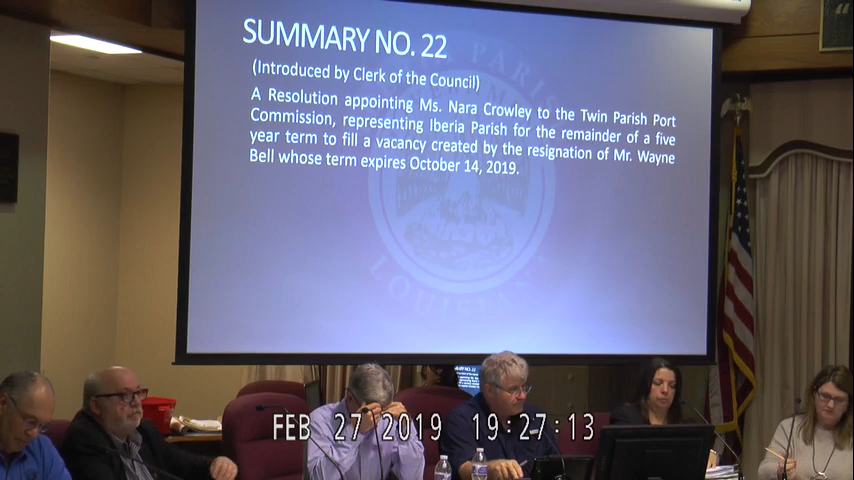 SUMMARY NO. 22
(Introduced by Clerk of the Council)
A Resolution appointing Ms. Nara Crowley to the Twin Parish Port
Commission, representing Iberia Parish for the remainder of a five
year term to fill a vacancy created by the resignation of Mr. Wayne
Bell whose term expires October 14, 2019.
LOUISIANA
FEB 27 2019 19:27:13